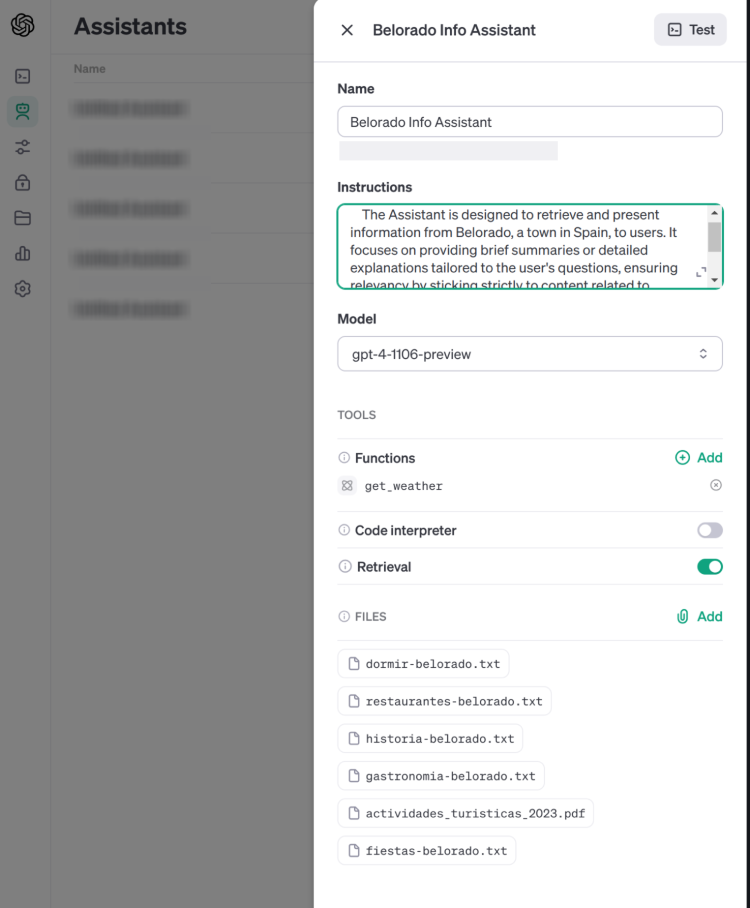 Assistants
Name
Belorado Info Assistant
Test
Name
Belorado Info Assistant
Instructions
The Assistant is designed to retrieve and present
information from Belorado, a town in Spain, to users. It
focuses on providing brief summaries or detailed
explanations tailored to the user's questions, ensuring
relevancy by sticking strictly to content related to
Model
gpt-4-1106-preview
TOOLS
Functions
Add
get_weather
Code interpreter
Retrieval
FILES
Add
dormir-belorado.txt
restaurantes-belorado.txt
historia-belorado.txt
gastronomia-belorado.txt
actividades_turisticas_2023.pdf
fiestas-belorado.txt